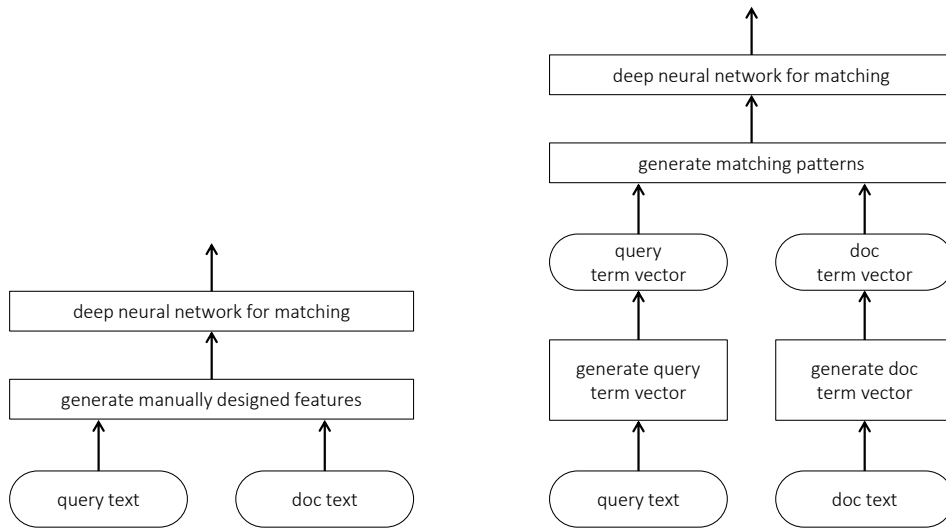 deep neural network for matching
generate manually designed features
query text
doc text
deep neural network for matching
generate matching patterns
query
term vector
doc
term vector
generate query
term vector
generate doc
term vector
query text
doc text